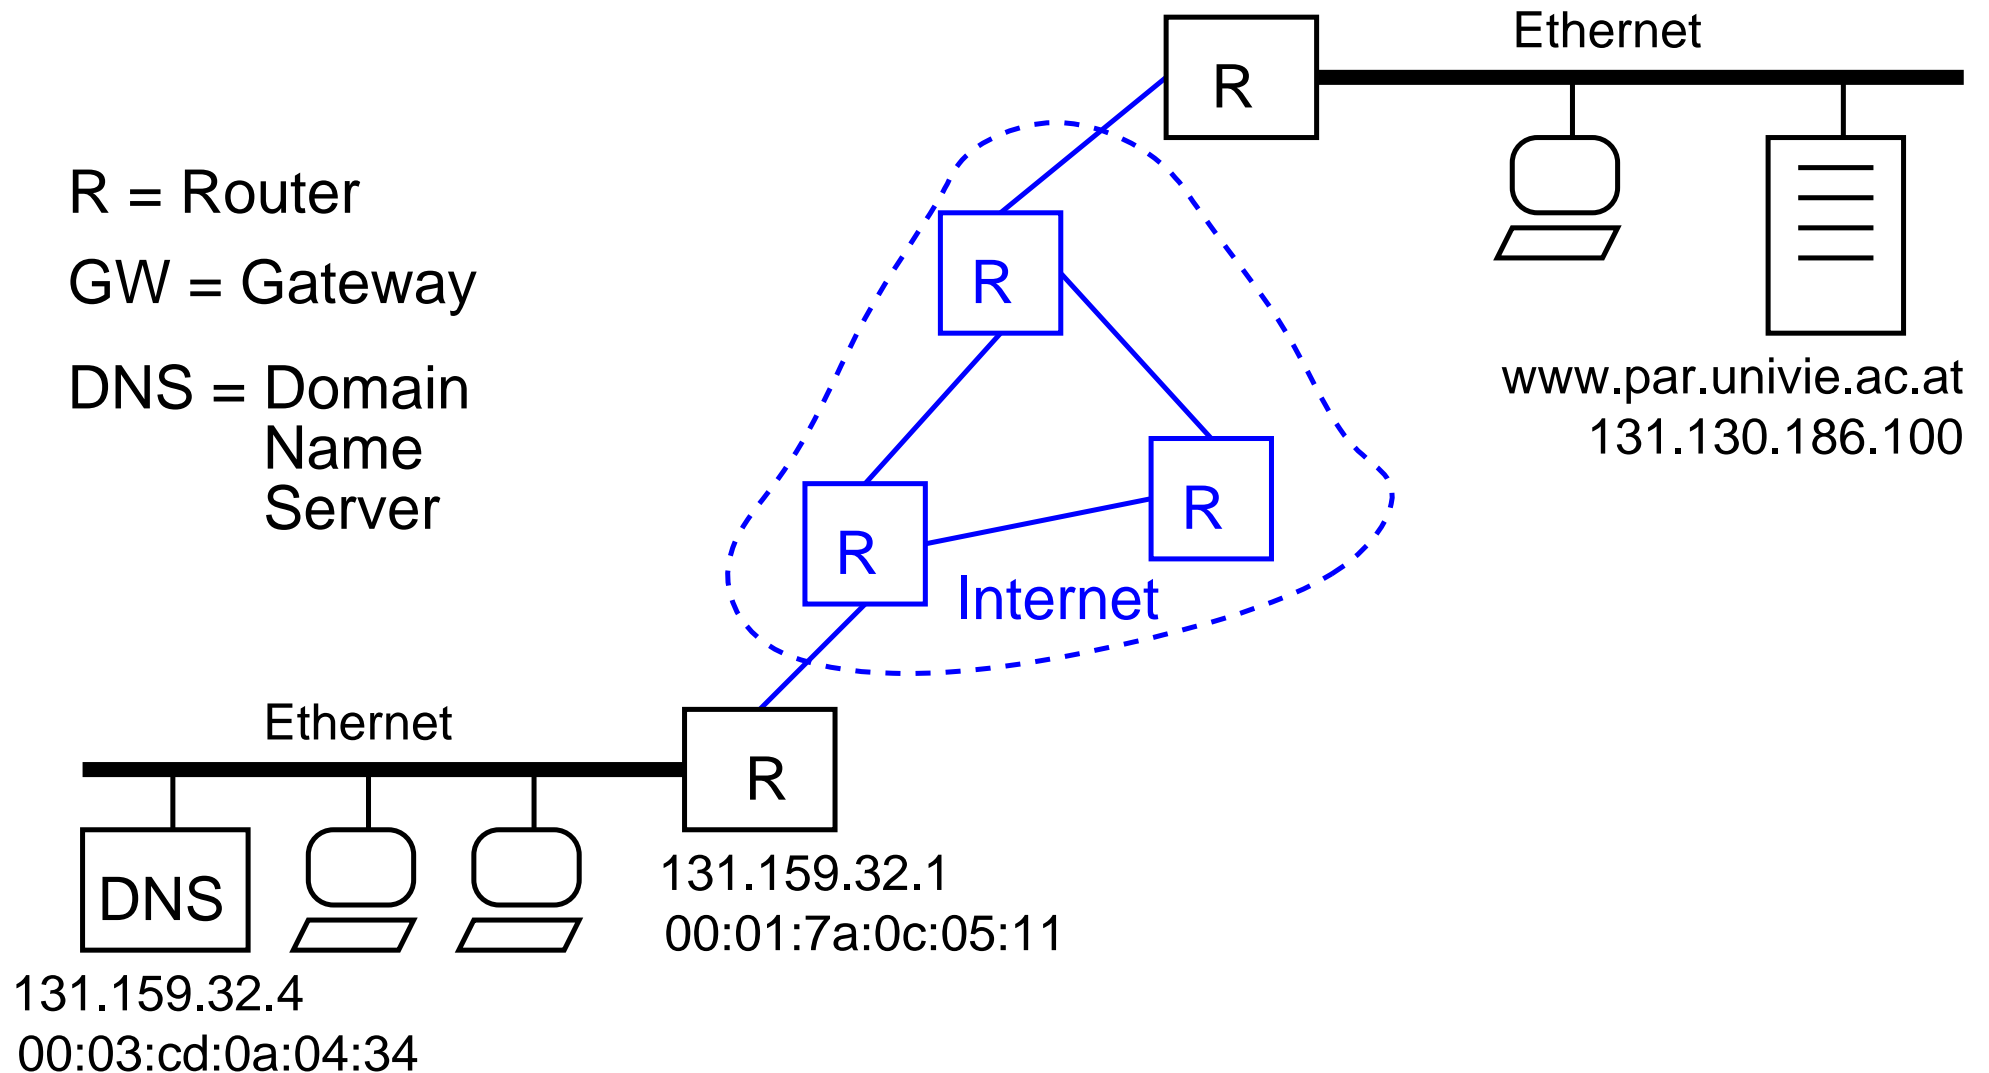 Ethernet
R
R = Router
GW = Gateway
DNS = Domain
Name
Server
R
www.par.univie.ac.at
131.130.186.100
R
R
Internet
Ethernet
R
DNS
131.159.32.1
00:01:7a:0c:05:11
131.159.32.4
00:03:cd:0a:04:34